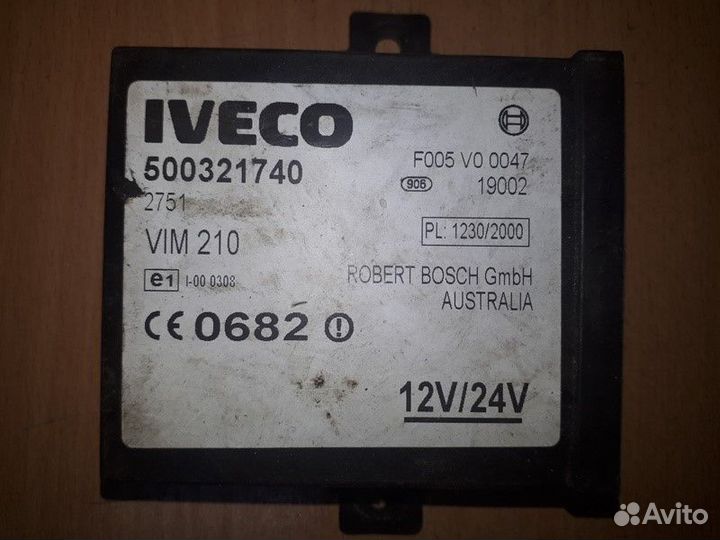 IVECO
500321740
2751
VIM 210
e1 I-00 0308
CE 0682
F005 V0 0047
906 19002
PL: 1230/2000
ROBERT BOSCH GmbH
AUSTRALIA
12V/24V
Avito